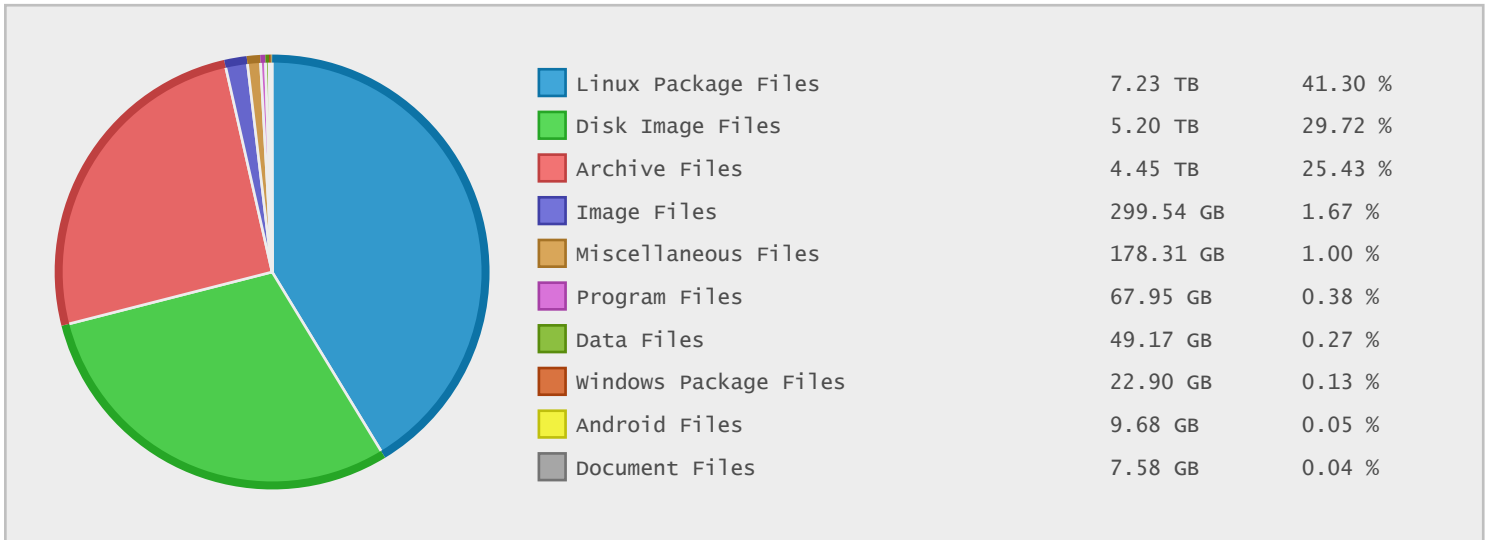 Linux Package Files 7.23 TB 41.30 %
Disk Image Files 5.20 TB 29.72 %
Archive Files 4.45 TB 25.43 %
Image Files 299.54 GB 1.67 %
Miscellaneous Files 178.31 GB 1.00 %
Program Files 67.95 GB 0.38 %
Data Files 49.17 GB 0.27 %
Windows Package Files 22.90 GB 0.13 %
Android Files 9.68 GB 0.05 %
Document Files 7.58 GB 0.04 %